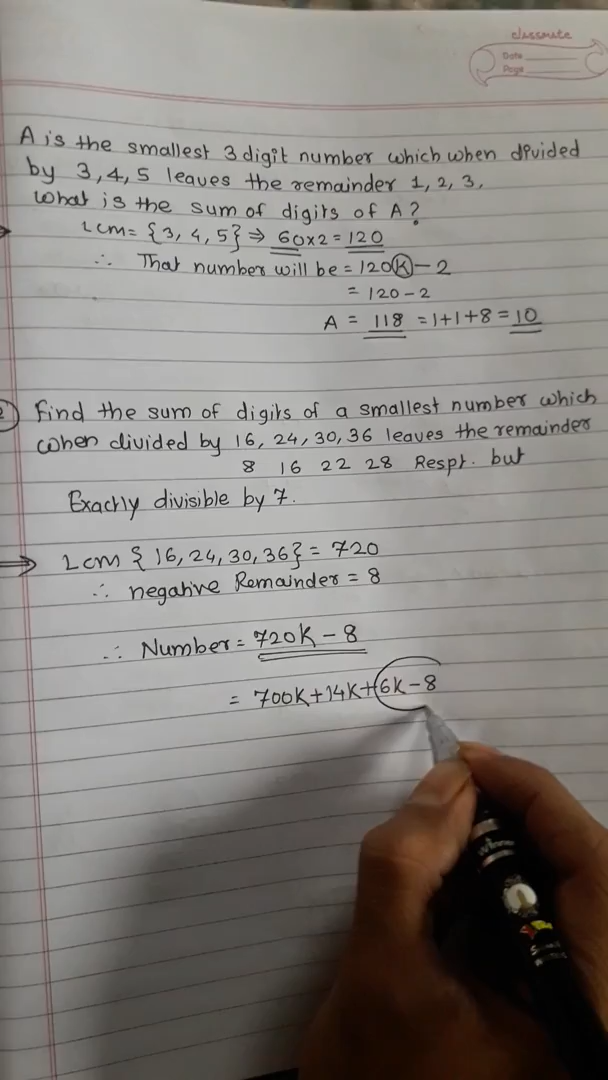 classmate
Date
Page
A is the smallest 3 digit number which when divided
by 3, 4, 5 leaves the remainder 1, 2, 3.
What is the sum of digits of A?
LCM = {3, 4, 5} ⇒ 60×2 = 120
∴ That number will be = 120K - 2
= 120 - 2
A = 118 = 1+1+8 = 10
Find the sum of digits of a smallest number which
when divided by 16, 24, 30, 36 leaves the remainder
8 16 22 28 Respt. but
Exactly divisible by 7.
⇒ LCM { 16, 24, 30, 36} = 720
∴ negative Remainder = 8
∴ Number = 720K - 8
= 700K + 14K + 6K - 8